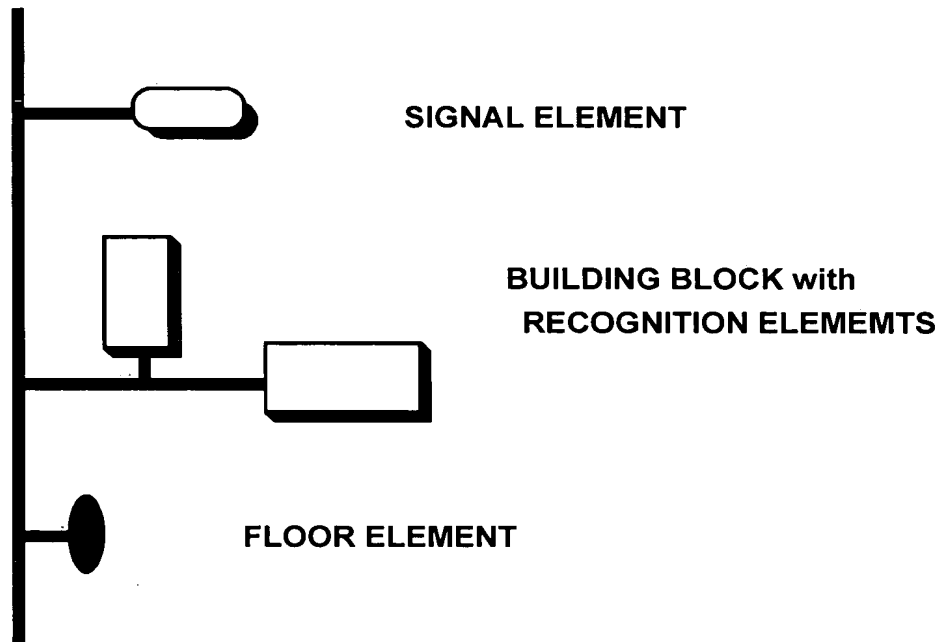 SIGNAL ELEMENT
BUILDING BLOCK with
RECOGNITION ELEMEMTS
FLOOR ELEMENT